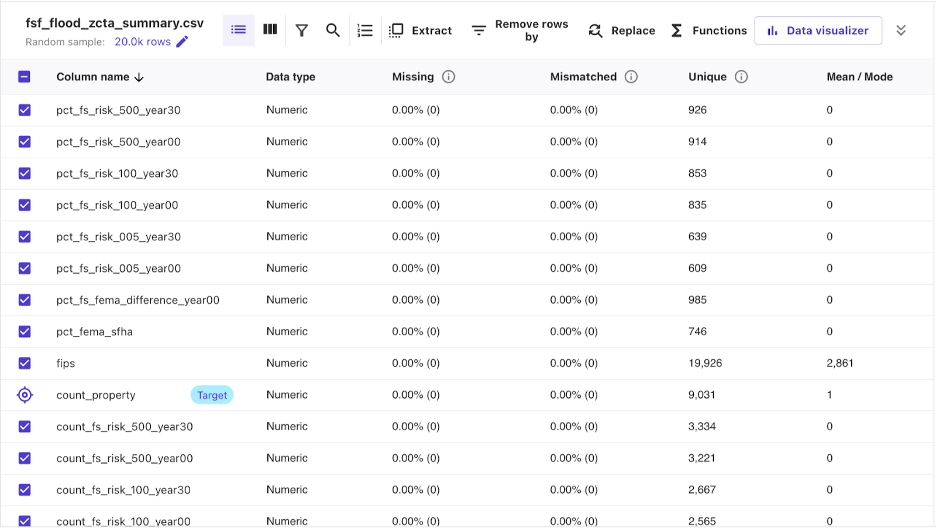 fsf_flood_zcta_summary.csv
Random sample: 20.0k rows
Extract
Remove rows by
Replace
Functions
Data visualizer
Column name Data type Missing Mismatched Unique Mean / Mode
pct_fs_risk_500_year30 Numeric 0.00% (0) 0.00% (0) 926 0
pct_fs_risk_500_year00 Numeric 0.00% (0) 0.00% (0) 914 0
pct_fs_risk_100_year30 Numeric 0.00% (0) 0.00% (0) 853 0
pct_fs_risk_100_year00 Numeric 0.00% (0) 0.00% (0) 835 0
pct_fs_risk_005_year30 Numeric 0.00% (0) 0.00% (0) 639 0
pct_fs_risk_005_year00 Numeric 0.00% (0) 0.00% (0) 609 0
pct_fs_fema_difference_year00 Numeric 0.00% (0) 0.00% (0) 985 0
pct_fema_sfha Numeric 0.00% (0) 0.00% (0) 746 0
fips Numeric 0.00% (0) 0.00% (0) 19,926 2,861
count_property Target Numeric 0.00% (0) 0.00% (0) 9,031 1
count_fs_risk_500_year30 Numeric 0.00% (0) 0.00% (0) 3,334 0
count_fs_risk_500_year00 Numeric 0.00% (0) 0.00% (0) 3,221 0
count_fs_risk_100_year30 Numeric 0.00% (0) 0.00% (0) 2,667 0
count_fs_risk_100_year00 Numeric 0.00% (0) 0.00% (0) 2,565 0